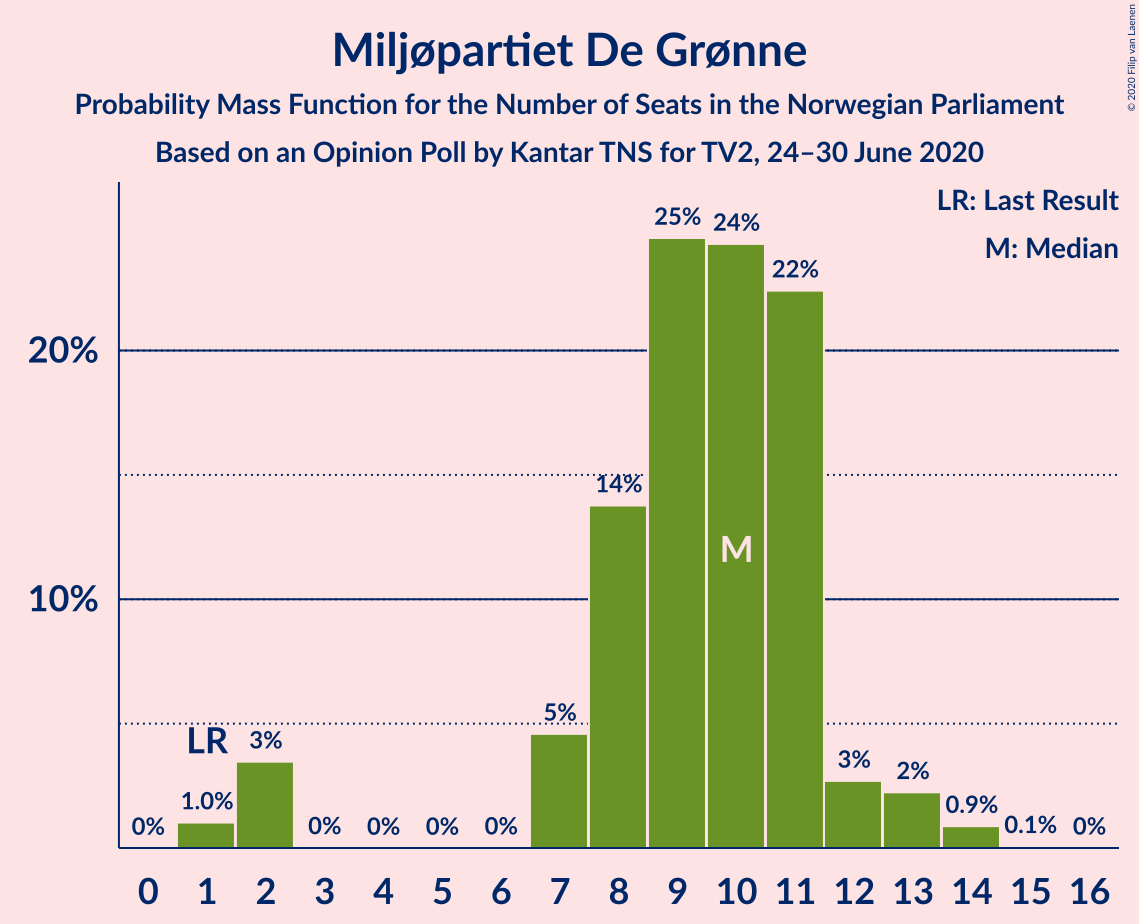 Miljøpartiet De Grønne
Probability Mass Function for the Number of Seats in the Norwegian Parliament
Based on an Opinion Poll by Kantar TNS for TV2, 24–30 June 2020
© 2020 Filip van Laenen
LR: Last Result
M: Median
25%
24%
22%
20%
14%
M
10%
5%
LR
3%
3%
2%
1.0%
0.9%
0%
0%
0%
0%
0%
0.1%
0%
0 1 2 3 4 5 6 7 8 9 10 11 12 13 14 15 16